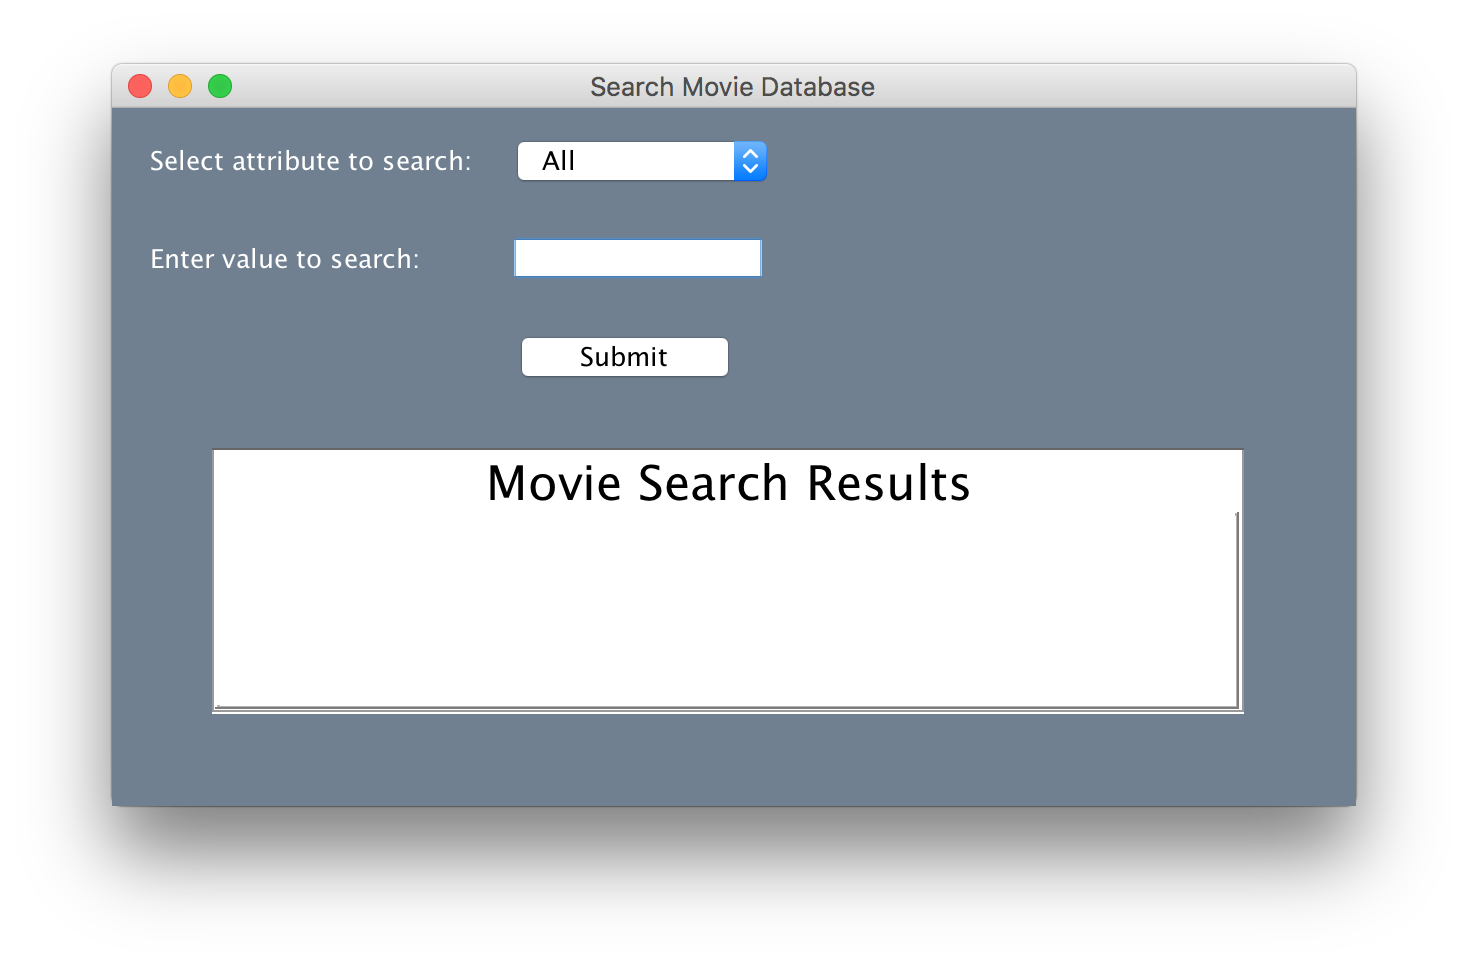 Search Movie Database
Select attribute to search: All
Enter value to search:
Submit
Movie Search Results